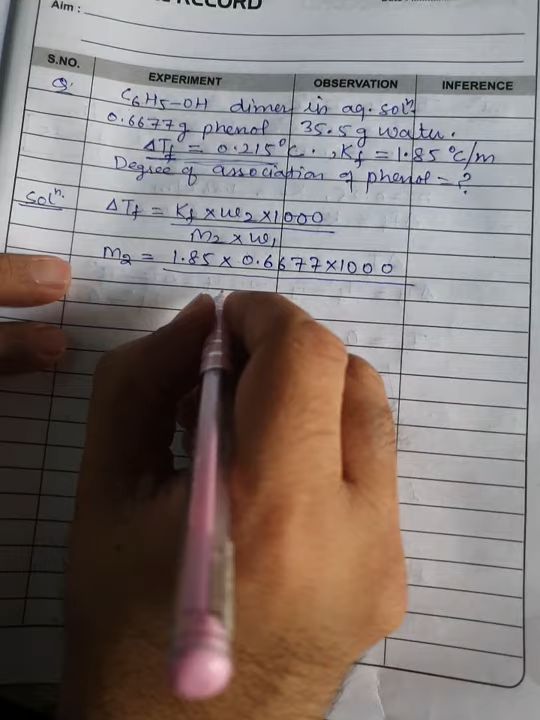 RECORD
Aim :
S.NO. EXPERIMENT OBSERVATION INFERENCE
Q. C6H5-OH dimers in aq. solⁿ.
0.6677g phenol 35.5g water.
ΔTf = 0.215°C. , Kf = 1.85 °C/m
Degree of association of phenol = ?
Solⁿ. ΔTf = Kf × w2 × 1000
M2 × w1
M2 = 1.85 × 0.6677 × 1000